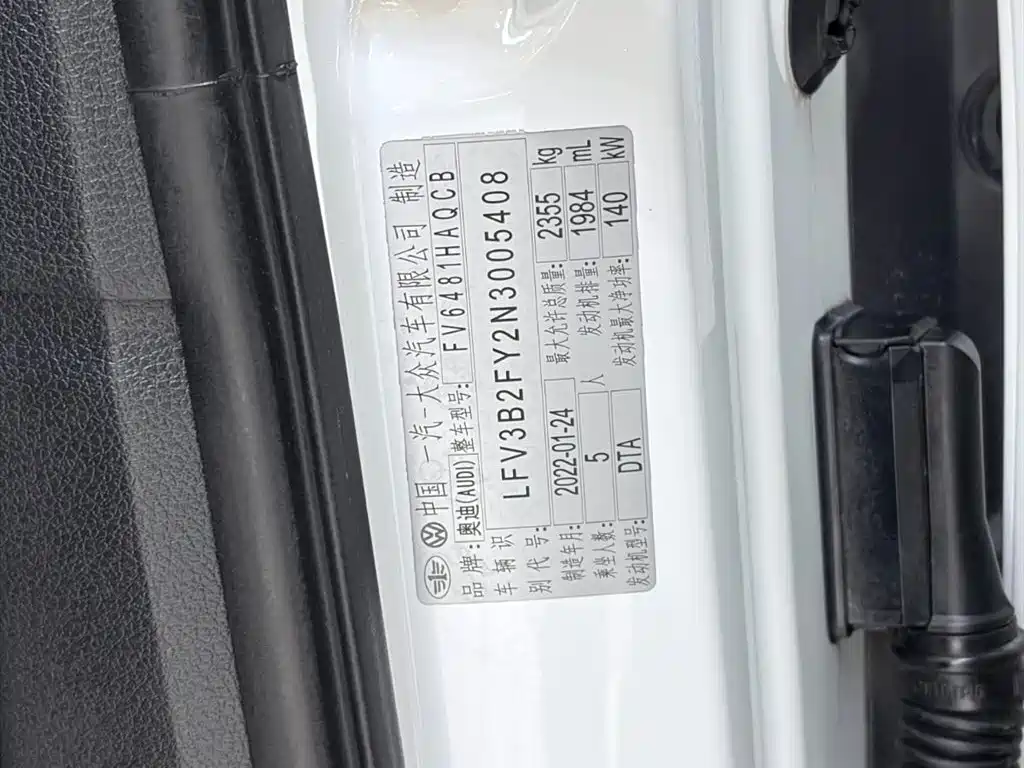 中国 一汽-大众汽车有限公司 制造
品牌: 奥迪(AUDI) 整车型号: FV6481HAQCB
车辆识别代号: LFV3B2FY2N3005408
制造年月: 2022-01-24 最大允许总质量: 2355 kg
乘坐人数: 5 人 发动机排量: 1984 mL
发动机型号: DTA 发动机最大净功率: 140 kW